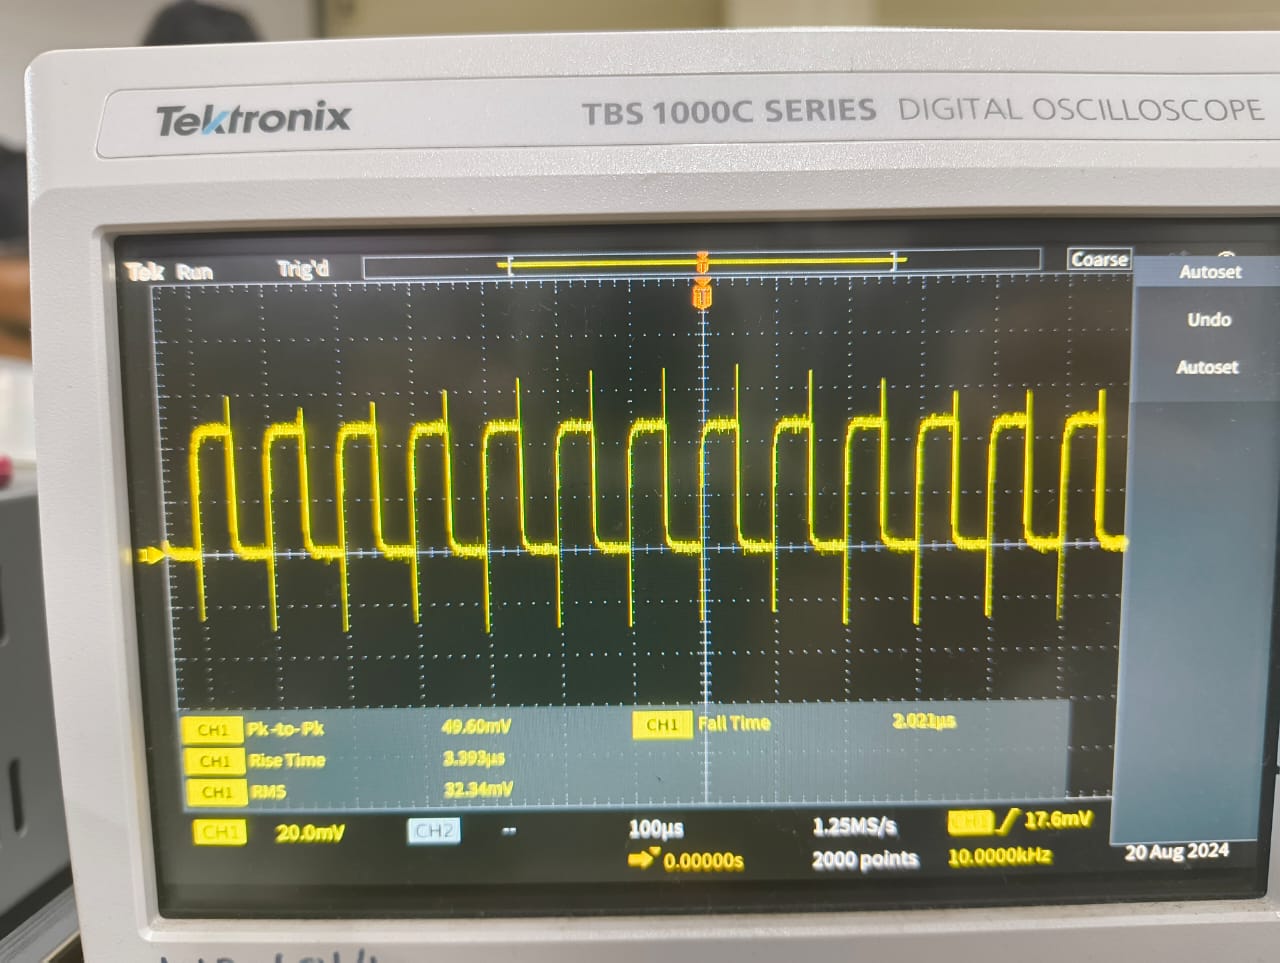 Tektronix TBS 1000C SERIES DIGITAL OSCILLOSCOPE
Tek Run Trig'd Coarse
Autoset
Undo
Autoset
CH1 Pk-to-Pk 49.60mV CH1 Fall Time 2.021µs
CH1 Rise Time 3.393µs
CH1 RMS 32.34mV
CH1 20.0mV CH2 -- 100µs 1.25MS/s CH1 17.6mV
0.00000s 2000 points 10.0000kHz 20 Aug 2024